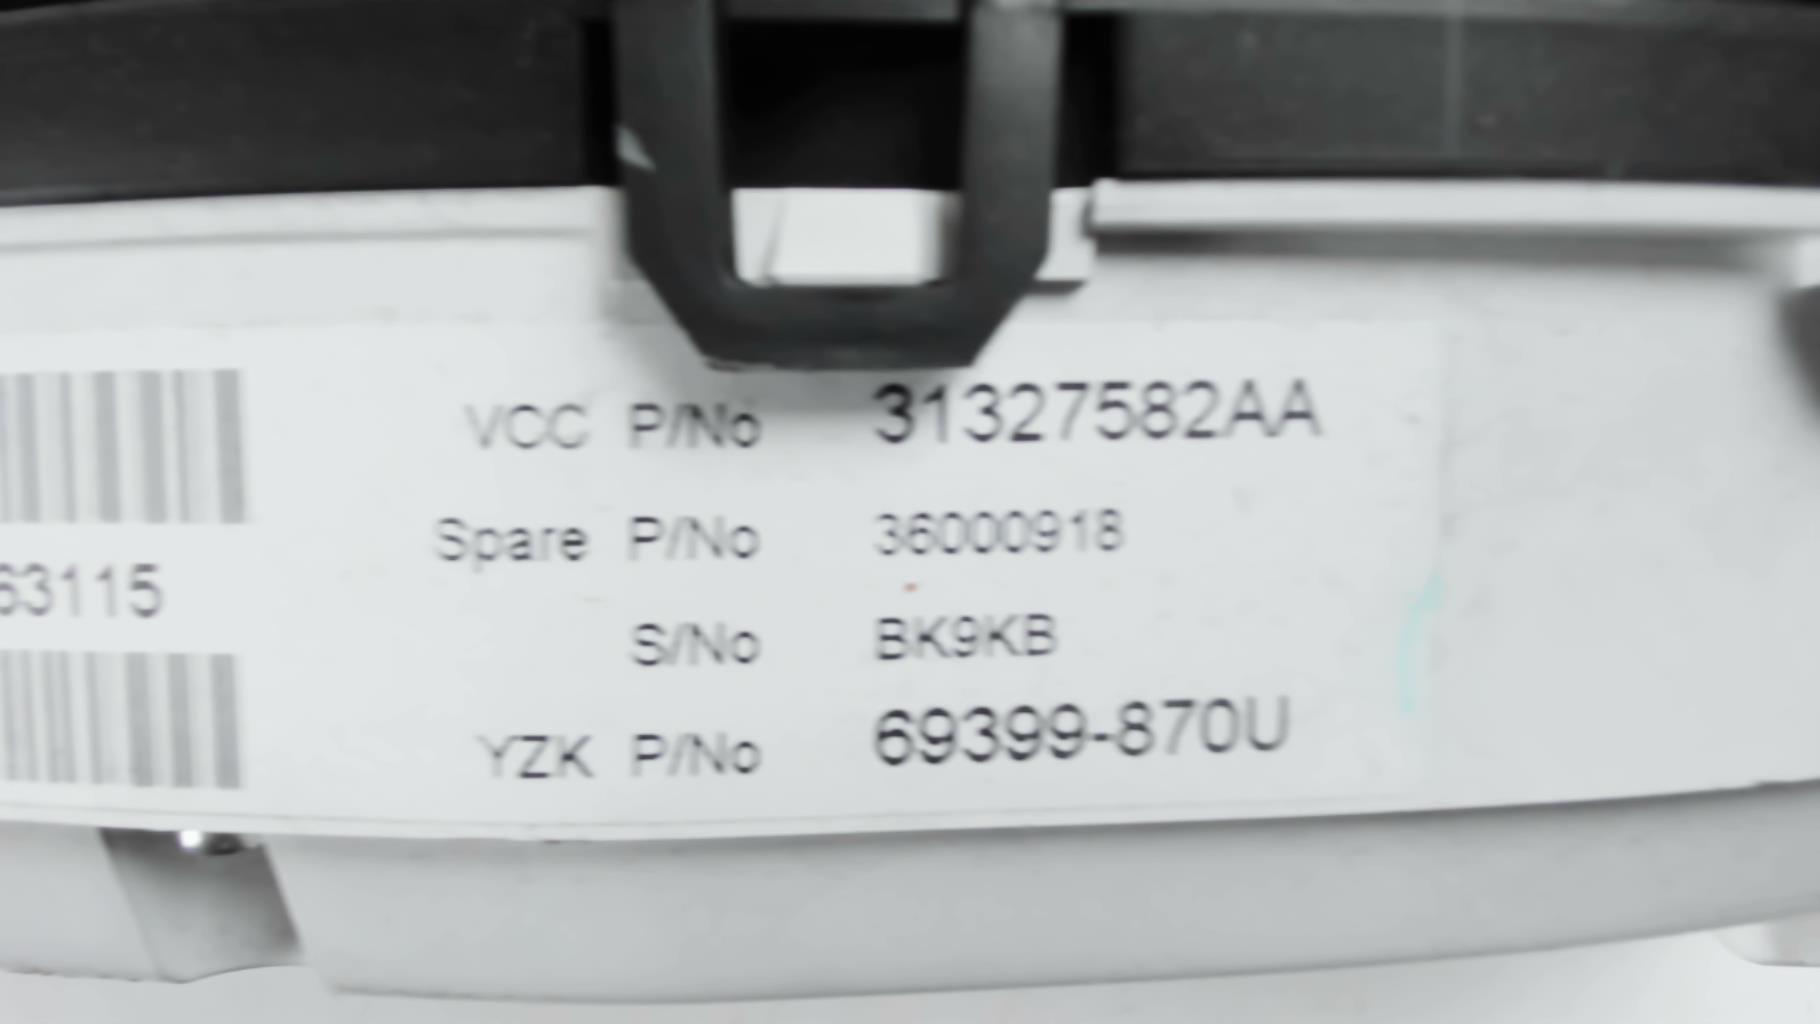 VCC P/No 31327582AA
Spare P/No 36000918
63115
S/No BK9KB
YZK P/No 69399-870U